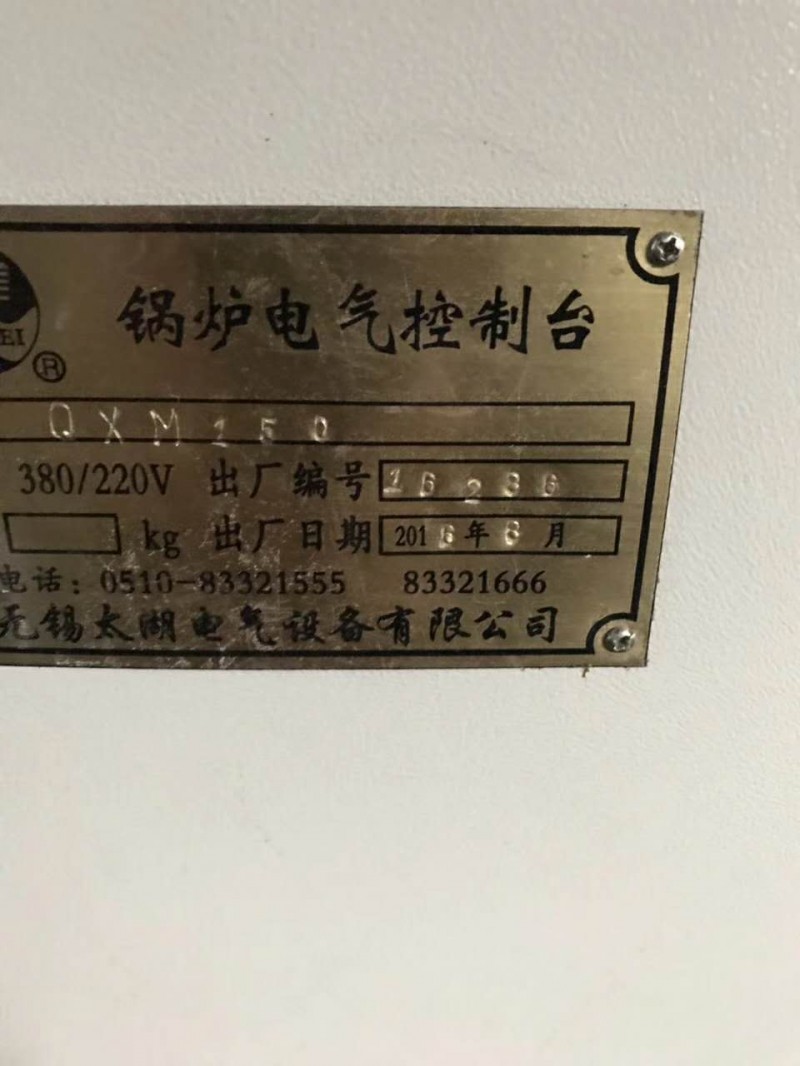 EI
®
锅炉电气控制台
QXM150
380/220V 出厂编号 16236
kg 出厂日期 2016年8月
电话：0510-83321555 83321666
无锡太湖电气设备有限公司